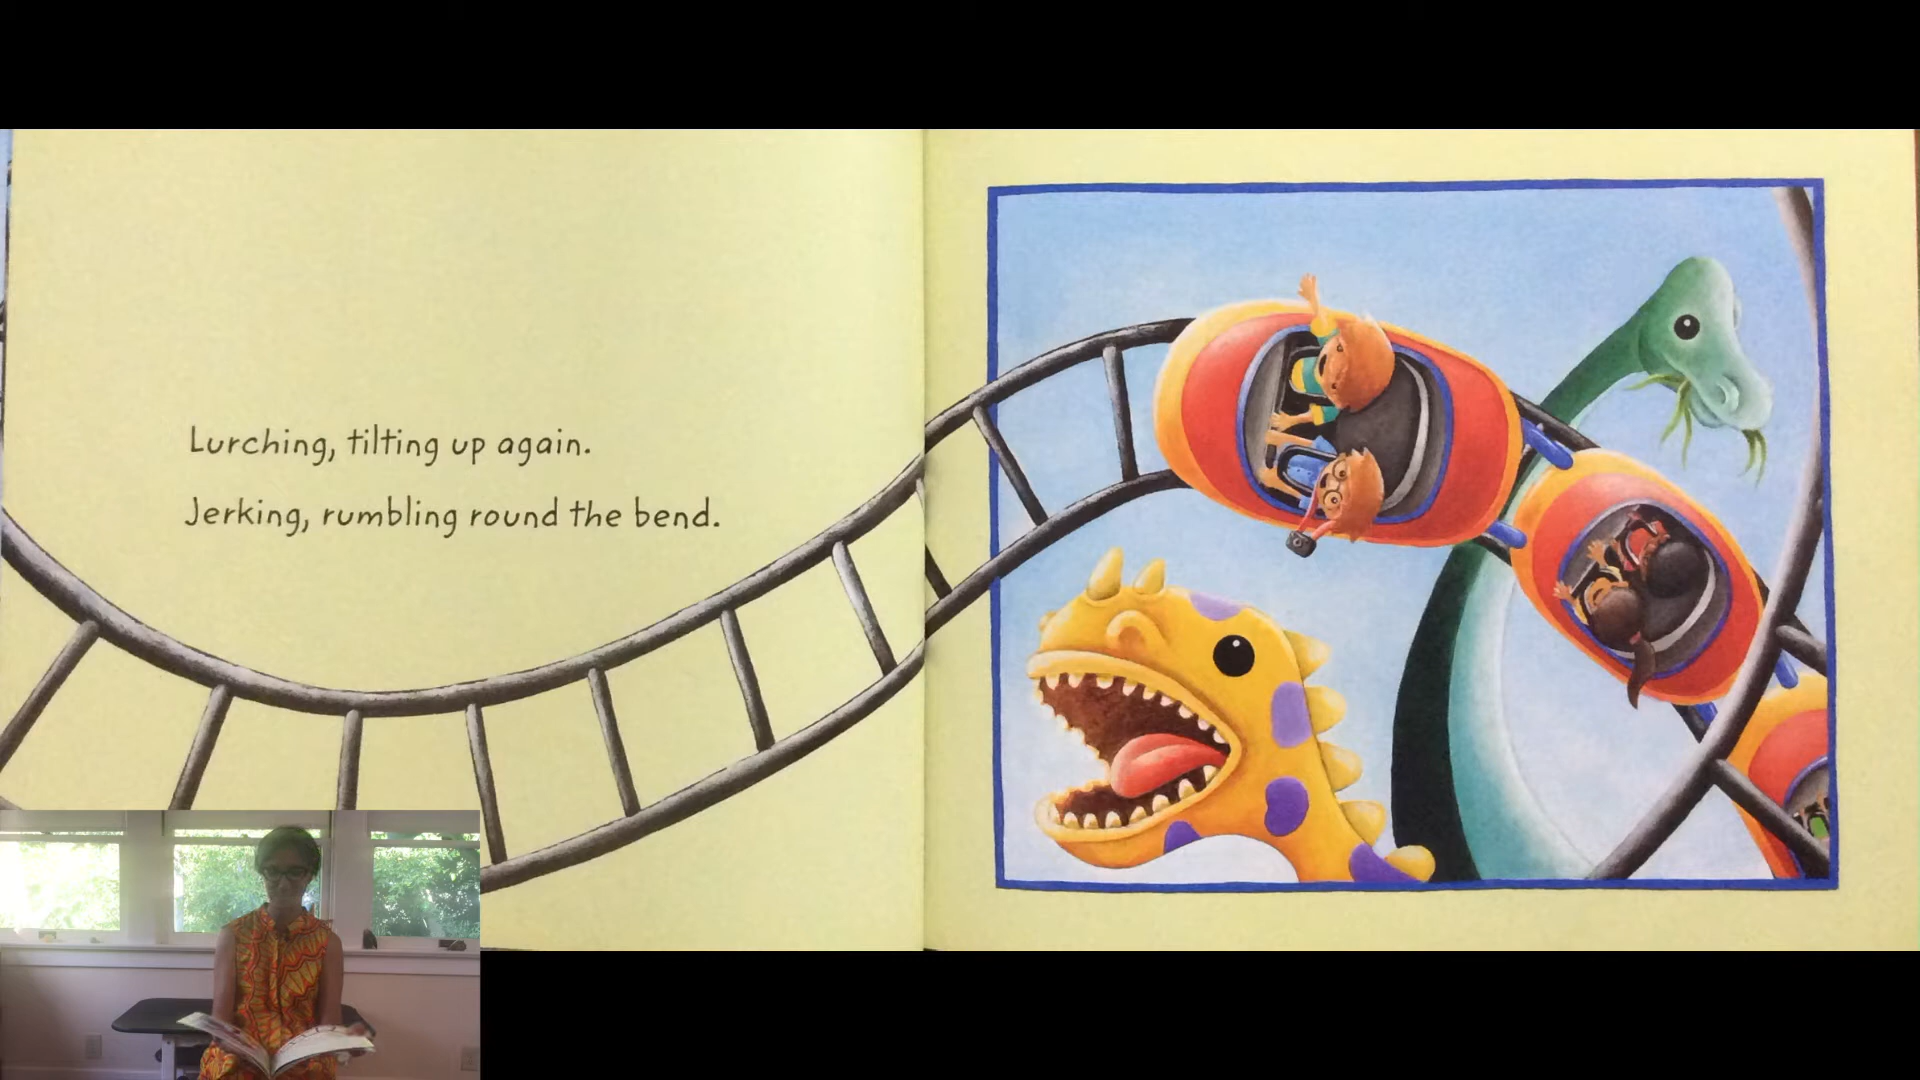 Lurching, tilting up again.
Jerking, rumbling round the bend.